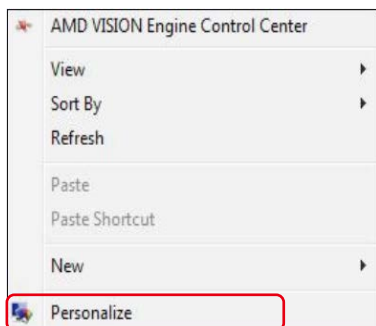 AMD VISION Engine Control Center
View
Sort By
Refresh
Paste
Paste Shortcut
New
Personalize